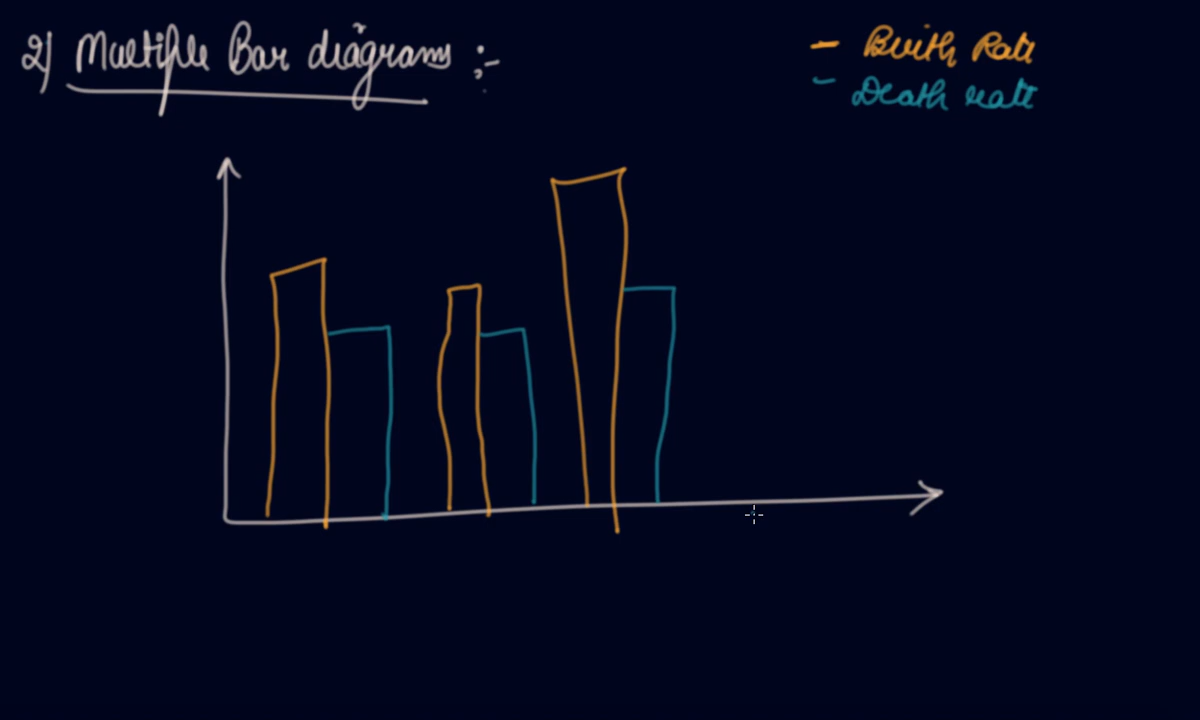 2) Multiple Bar diagrams :-
- Birth Rate
- Death rate